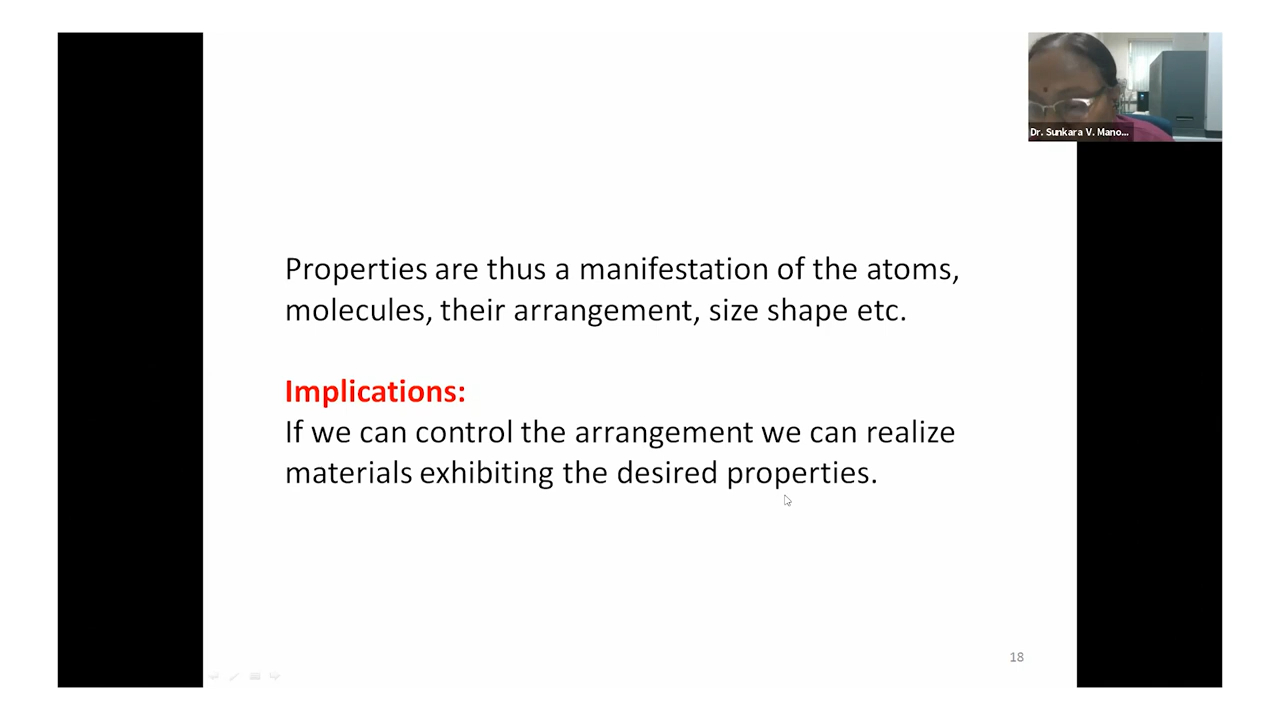 Dr. Sunkara V. Mano...
Properties are thus a manifestation of the atoms,
molecules, their arrangement, size shape etc.
Implications:
If we can control the arrangement we can realize
materials exhibiting the desired properties.
18